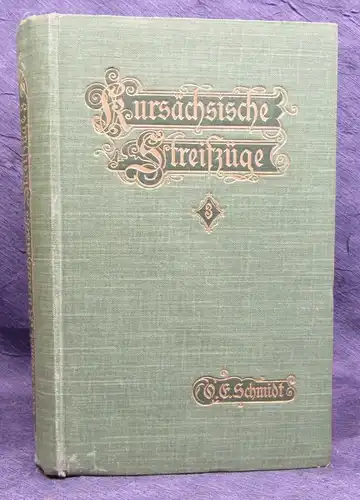 Kursächsische
Streifzüge
3
O. E. Schmidt